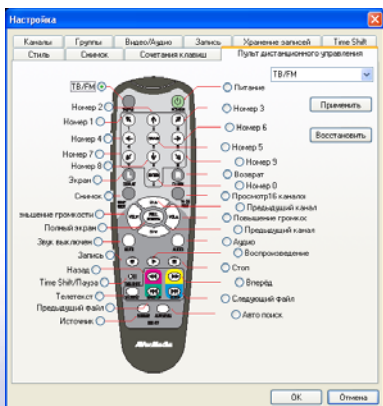 Настройка
Каналы Группы Видео/Аудио Запись Хранение записей Time Shift
Стиль Снимок Сочетания клавиш Пульт дистанционного управления
ТВ/FM
ТВ/FM
Питание
Применить
Номер 2
Номер 3
Номер 1
Номер 6
Восстановить
Номер 4
Номер 5
Номер 7
Номер 9
Номер 8
Возврат
Экран
Номер 0
Снимок
Просмотр16 каналов
Предыдущий канал
еньшение громкости
Повышение громкос
Полный экран
Предыдущий канал
Звук выключен
Аудио
Запись
Воспроизведение
Назад
Стоп
Time Shift/Пауза
Вперёд
Телетекст
Следующий файл
Предыдущий файл
Авто поиск
Источник
AVerMedia
OK Отмена